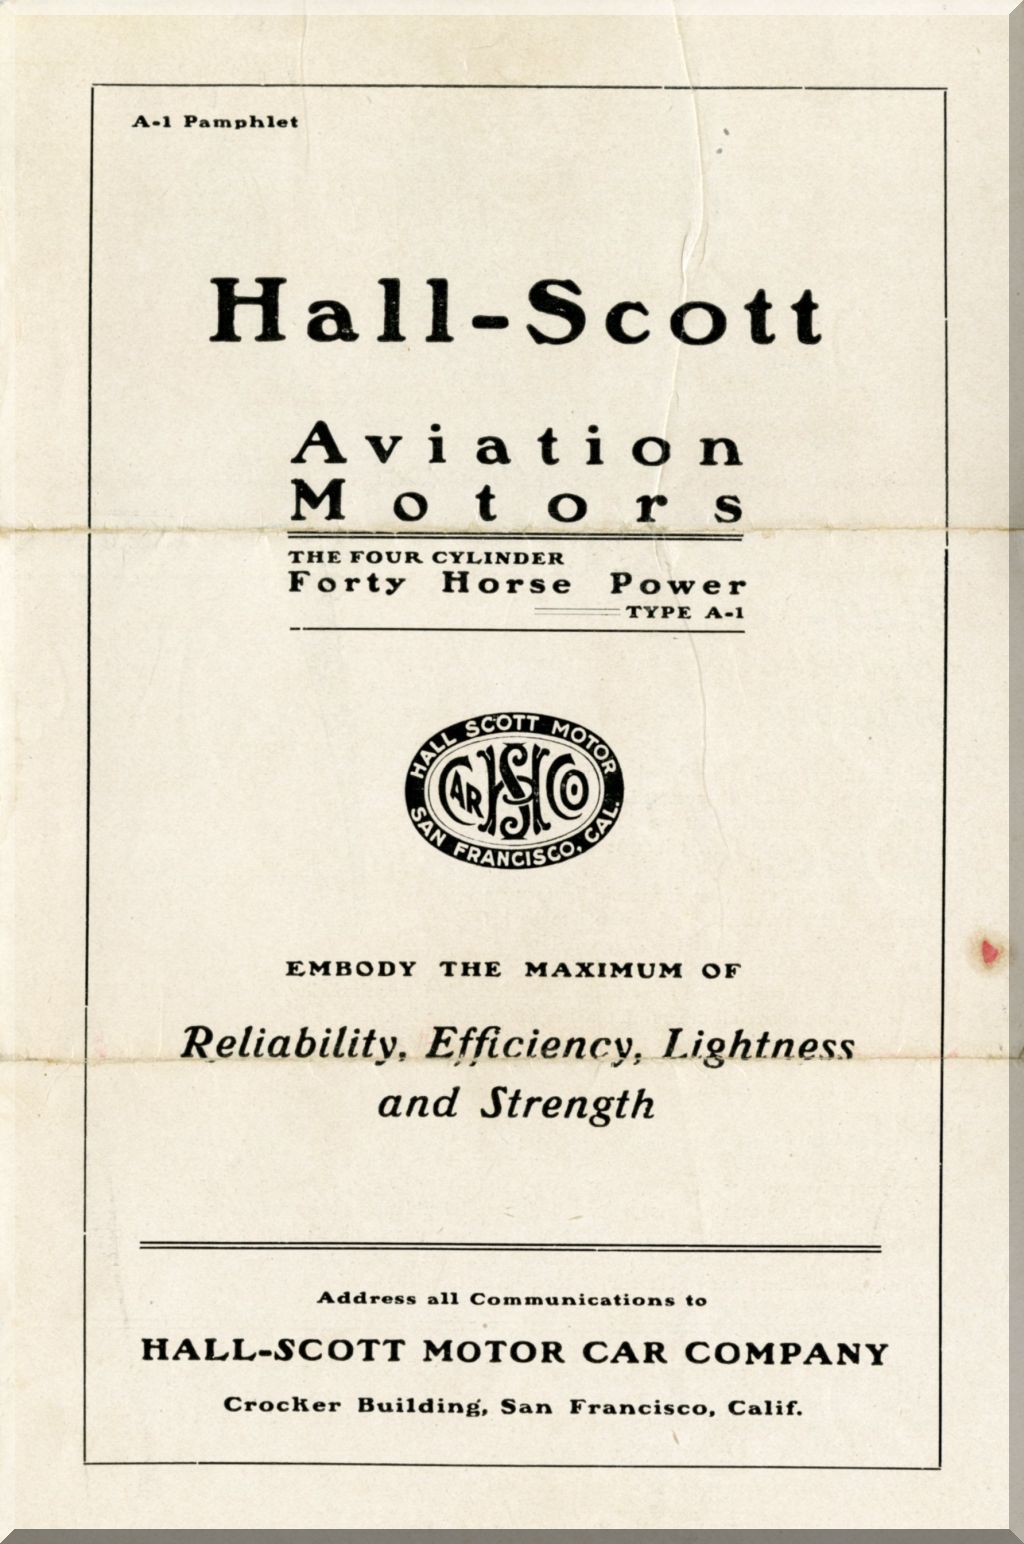 A-1 Pamphlet
Hall-Scott
Aviation
Motors
THE FOUR CYLINDER
Forty Horse Power
TYPE A-1
HALL SCOTT MOTOR
CAR HS CO
SAN FRANCISCO, CAL.
EMBODY THE MAXIMUM OF
Reliability, Efficiency, Lightness
and Strength
Address all Communications to
HALL-SCOTT MOTOR CAR COMPANY
Crocker Building, San Francisco, Calif.